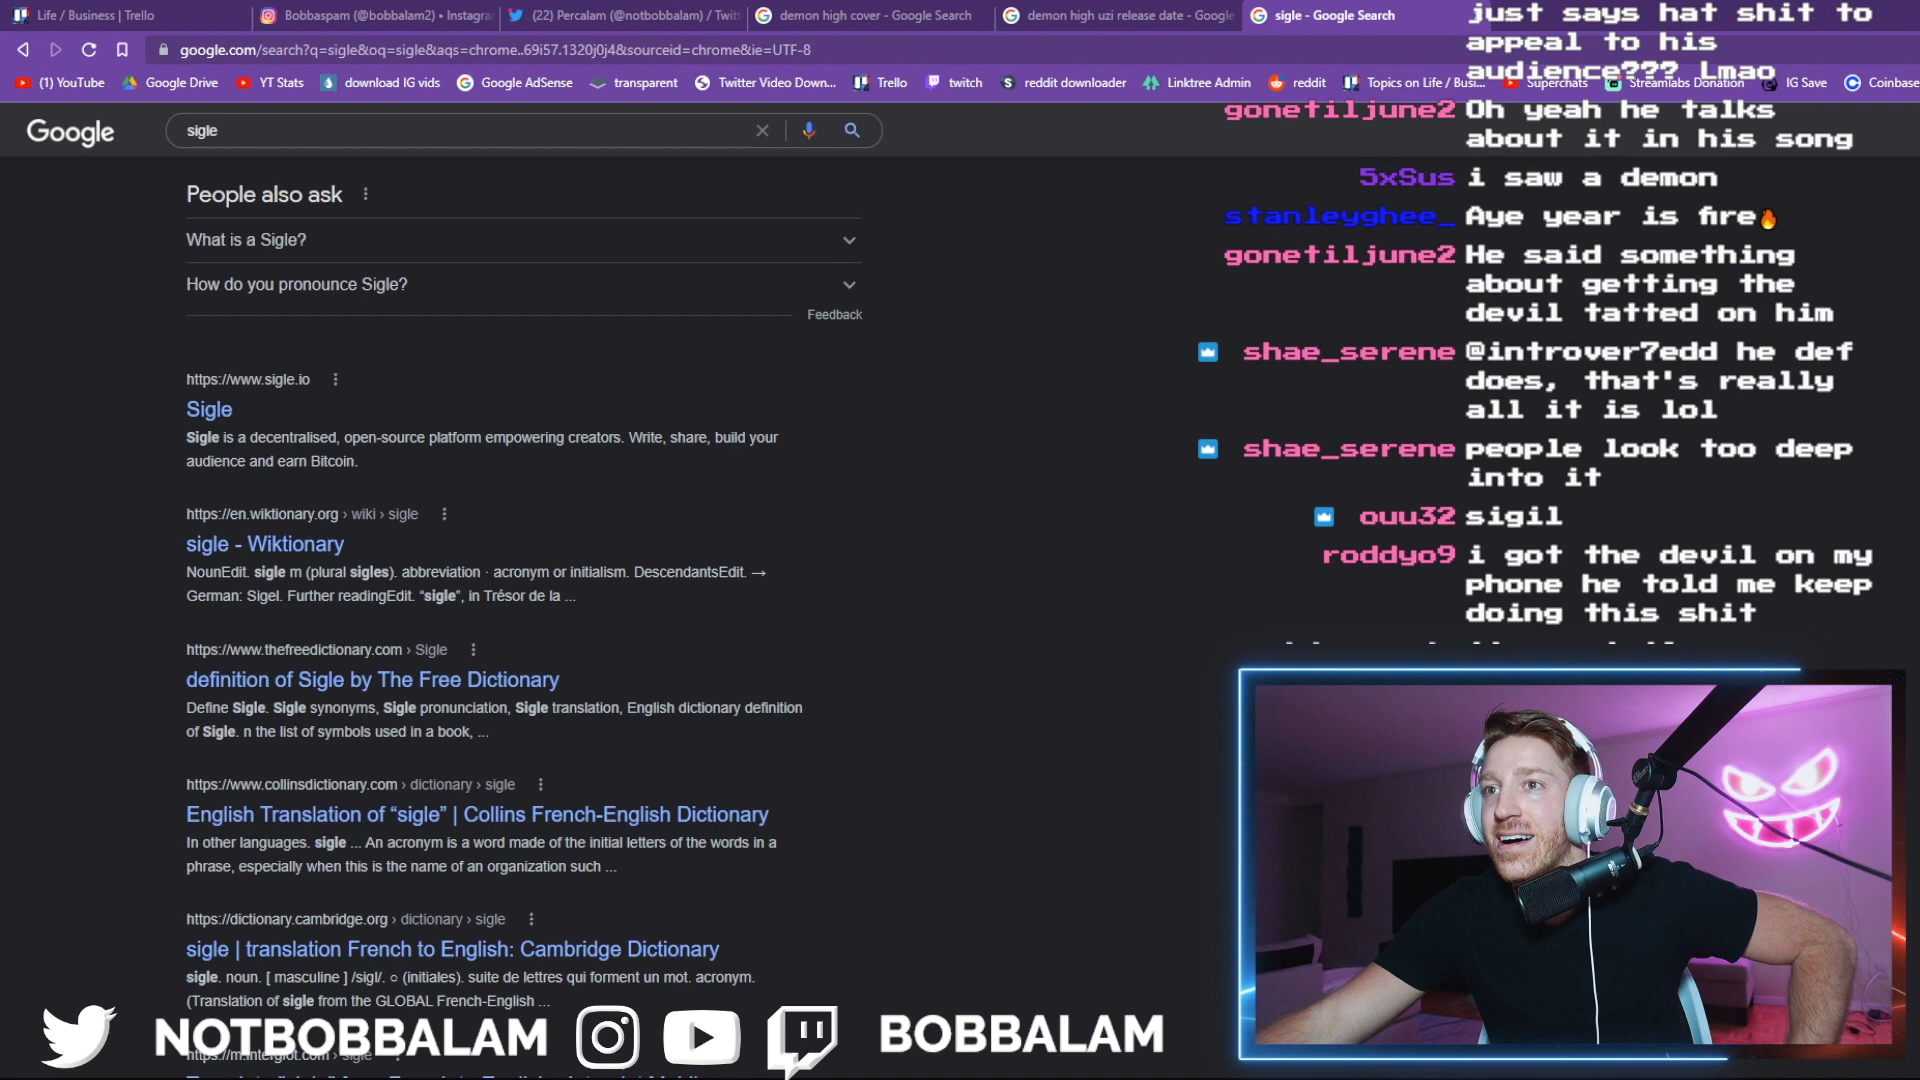 Life / Business | Trello
Bobbaspam (@bobbalam2) • Instagra
(22) Percalam (@notbobbalam) / Twit
demon high cover - Google Search
demon high uzi release date - Google
sigle - Google Search
google.com/search?q=sigle&oq=sigle&aqs=chrome..69i57.1320j0j4&sourceid=chrome&ie=UTF-8
(1) YouTube
Google Drive
YT Stats
download IG vids
Google AdSense
transparent
Twitter Video Down...
Trello
twitch
reddit downloader
Linktree Admin
reddit
Topics on Life / Busi...
Superchats
Streamlabs Donation
IG Save
Coinbase
Google
sigle
People also ask
What is a Sigle?
How do you pronounce Sigle?
Feedback
https://www.sigle.io
Sigle
Sigle is a decentralised, open-source platform empowering creators. Write, share, build your
audience and earn Bitcoin.
https://en.wiktionary.org › wiki › sigle
sigle - Wiktionary
NounEdit. sigle m (plural sigles). abbreviation · acronym or initialism. DescendantsEdit. →
German: Sigel. Further readingEdit. “sigle”, in Trésor de la ...
https://www.thefreedictionary.com › Sigle
definition of Sigle by The Free Dictionary
Define Sigle. Sigle synonyms, Sigle pronunciation, Sigle translation, English dictionary definition
of Sigle. n the list of symbols used in a book, ...
https://www.collinsdictionary.com › dictionary › sigle
English Translation of “sigle” | Collins French-English Dictionary
In other languages. sigle ... An acronym is a word made of the initial letters of the words in a
phrase, especially when this is the name of an organization such ...
https://dictionary.cambridge.org › dictionary › sigle
sigle | translation French to English: Cambridge Dictionary
sigle. noun. [ masculine ] /sigl/. ○ (initiales). suite de lettres qui forment un mot. acronym.
(Translation of sigle from the GLOBAL French-English ...
just says hat shit to
appeal to his
audience??? Lmao
gonetiljune2 Oh yeah he talks
about it in his song
5xSus i saw a demon
stanleyghee_ Aye year is fire🔥
gonetiljune2 He said something
about getting the
devil tatted on him
shae_serene @introver7edd he def
does, that's really
all it is lol
shae_serene people look too deep
into it
ouu32 sigil
roddyo9 i got the devil on my
phone he told me keep
doing this shit
NOTBOBBALAM
BOBBALAM